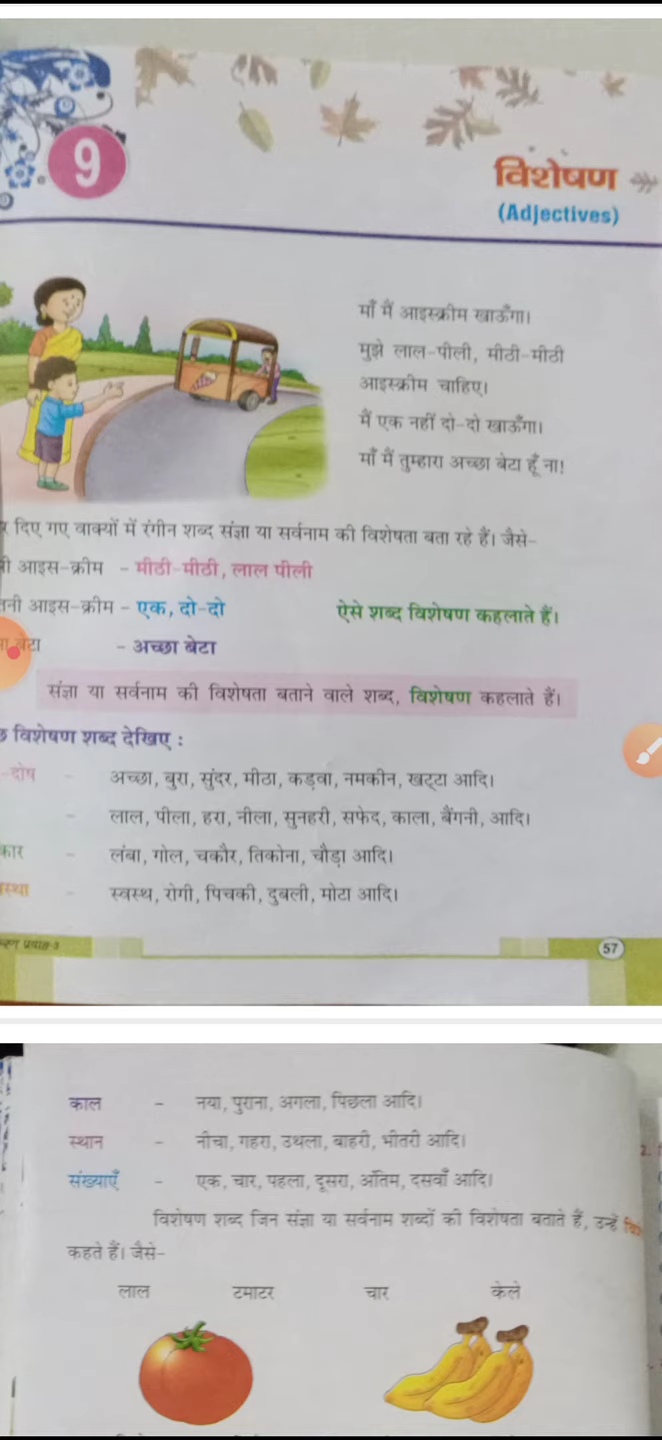 9
विशेषण
(Adjectives)
माँ मैं आइस्क्रीम खाऊँगा।
मुझे लाल-पीली, मीठी-मीठी
आइस्क्रीम चाहिए।
मैं एक नहीं दो-दो खाऊँगा।
माँ मैं तुम्हारा अच्छा बेटा हूँ ना!
दिए गए वाक्यों में रंगीन शब्द संज्ञा या सर्वनाम की विशेषता बता रहे हैं। जैसे-
आइस-क्रीम - मीठी-मीठी, लाल पीली
आइस-क्रीम - एक, दो-दो ऐसे शब्द विशेषण कहलाते हैं।
बेटा - अच्छा बेटा
संज्ञा या सर्वनाम की विशेषता बताने वाले शब्द, विशेषण कहलाते हैं।
विशेषण शब्द देखिए :
-दोष - अच्छा, बुरा, सुंदर, मीठा, कड़वा, नमकीन, खट्टा आदि।
- लाल, पीला, हरा, नीला, सुनहरी, सफेद, काला, बैंगनी, आदि।
कार - लंबा, गोल, चकौर, तिकोना, चौड़ा आदि।
स्था - स्वस्थ, रोगी, पिचकी, दुबली, मोटा आदि।
57
काल - नया, पुराना, अगला, पिछला आदि।
स्थान - नीचा, गहरा, उथला, बाहरी, भीतरी आदि।
संख्याएँ - एक, चार, पहला, दूसरा, अंतिम, दसवाँ आदि।
विशेषण शब्द जिन संज्ञा या सर्वनाम शब्दों की विशेषता बताते हैं, उन्हें
कहते हैं। जैसे-
लाल टमाटर चार केले
2.